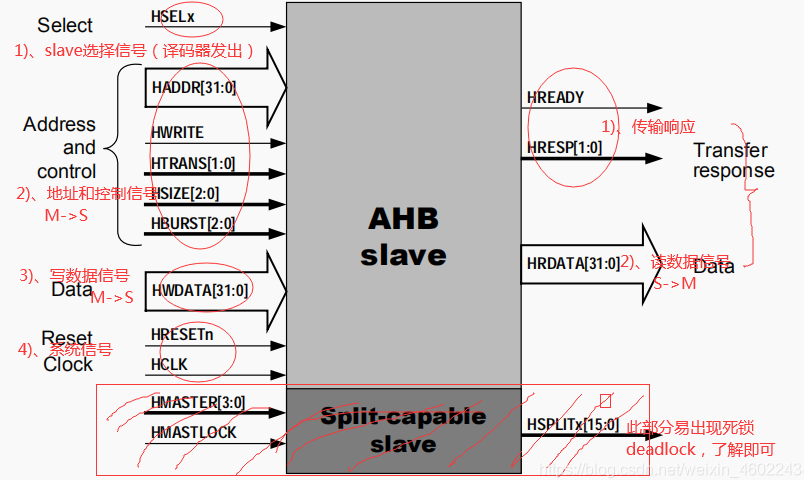 Select
HSELx
1)、slave选择信号（译码器发出）
HADDR[31:0]
Address
and
control
HWRITE
HTRANS[1:0]
2)、地址和控制信号
M->S
HSIZE[2:0]
HBURST[2:0]
3)、写数据信号
Data
M->S
HWDATA[31:0]
Reset
4)、系统信号
Clock
HRESETn
HCLK
HMASTER[3:0]
HMASTLOCK
AHB
slave
Split-capable
slave
HREADY
1)、传输响应
HRESP[1:0]
Transfer
response
HRDATA[31:0]
2)、读数据信号
Data
S->M
HSPLITx[15:0]
此部分易出现死锁
deadlock，了解即可
https://blog.csdn.net/weixin_4602243